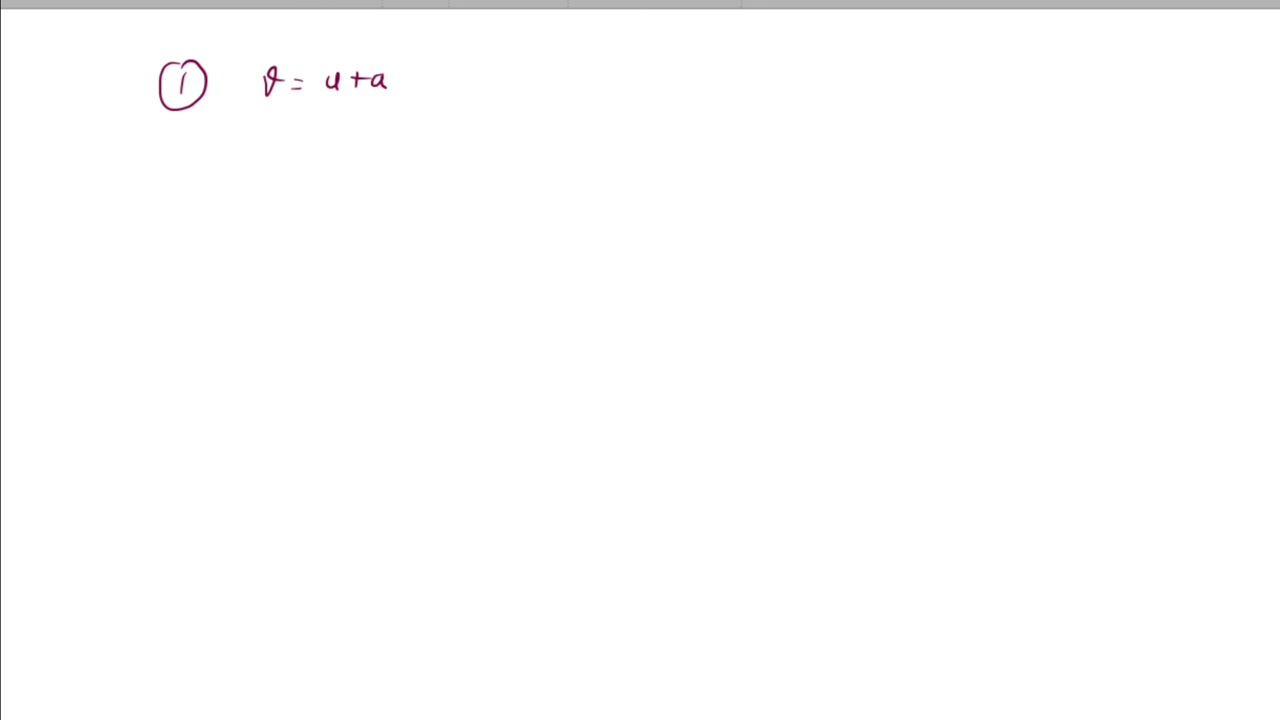 ① v = u + a